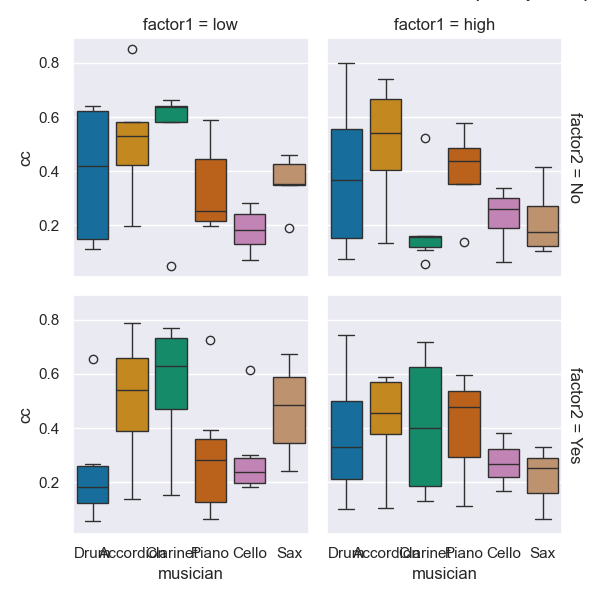 factor1 = low
factor1 = high
0.8
0.6
0.4
0.2
cc
factor2 = No
0.8
0.6
0.4
0.2
cc
factor2 = Yes
Drum Accordion Clarinet Piano Cello Sax
Drum Accordion Clarinet Piano Cello Sax
musician
musician